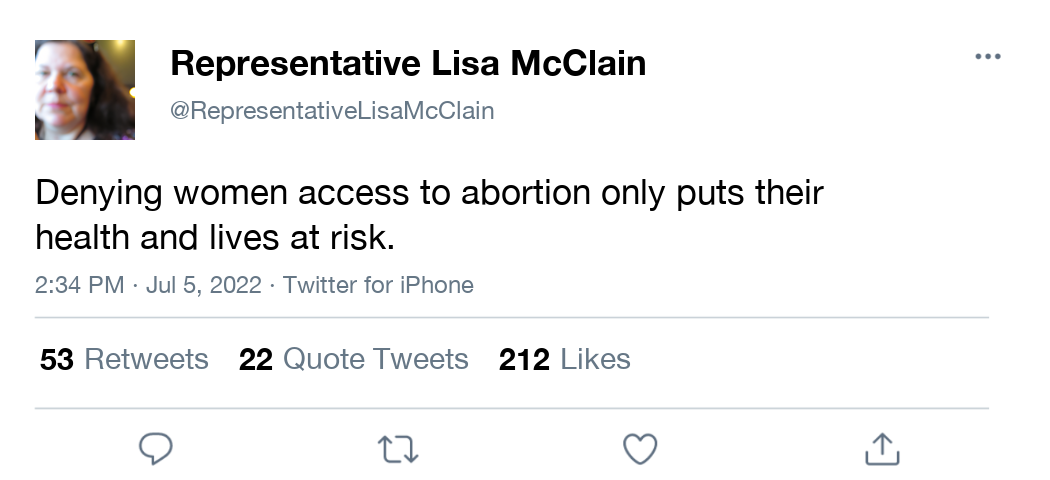 Representative Lisa McClain
@RepresentativeLisaMcClain
Denying women access to abortion only puts their
health and lives at risk.
2:34 PM · Jul 5, 2022 · Twitter for iPhone
53 Retweets 22 Quote Tweets 212 Likes